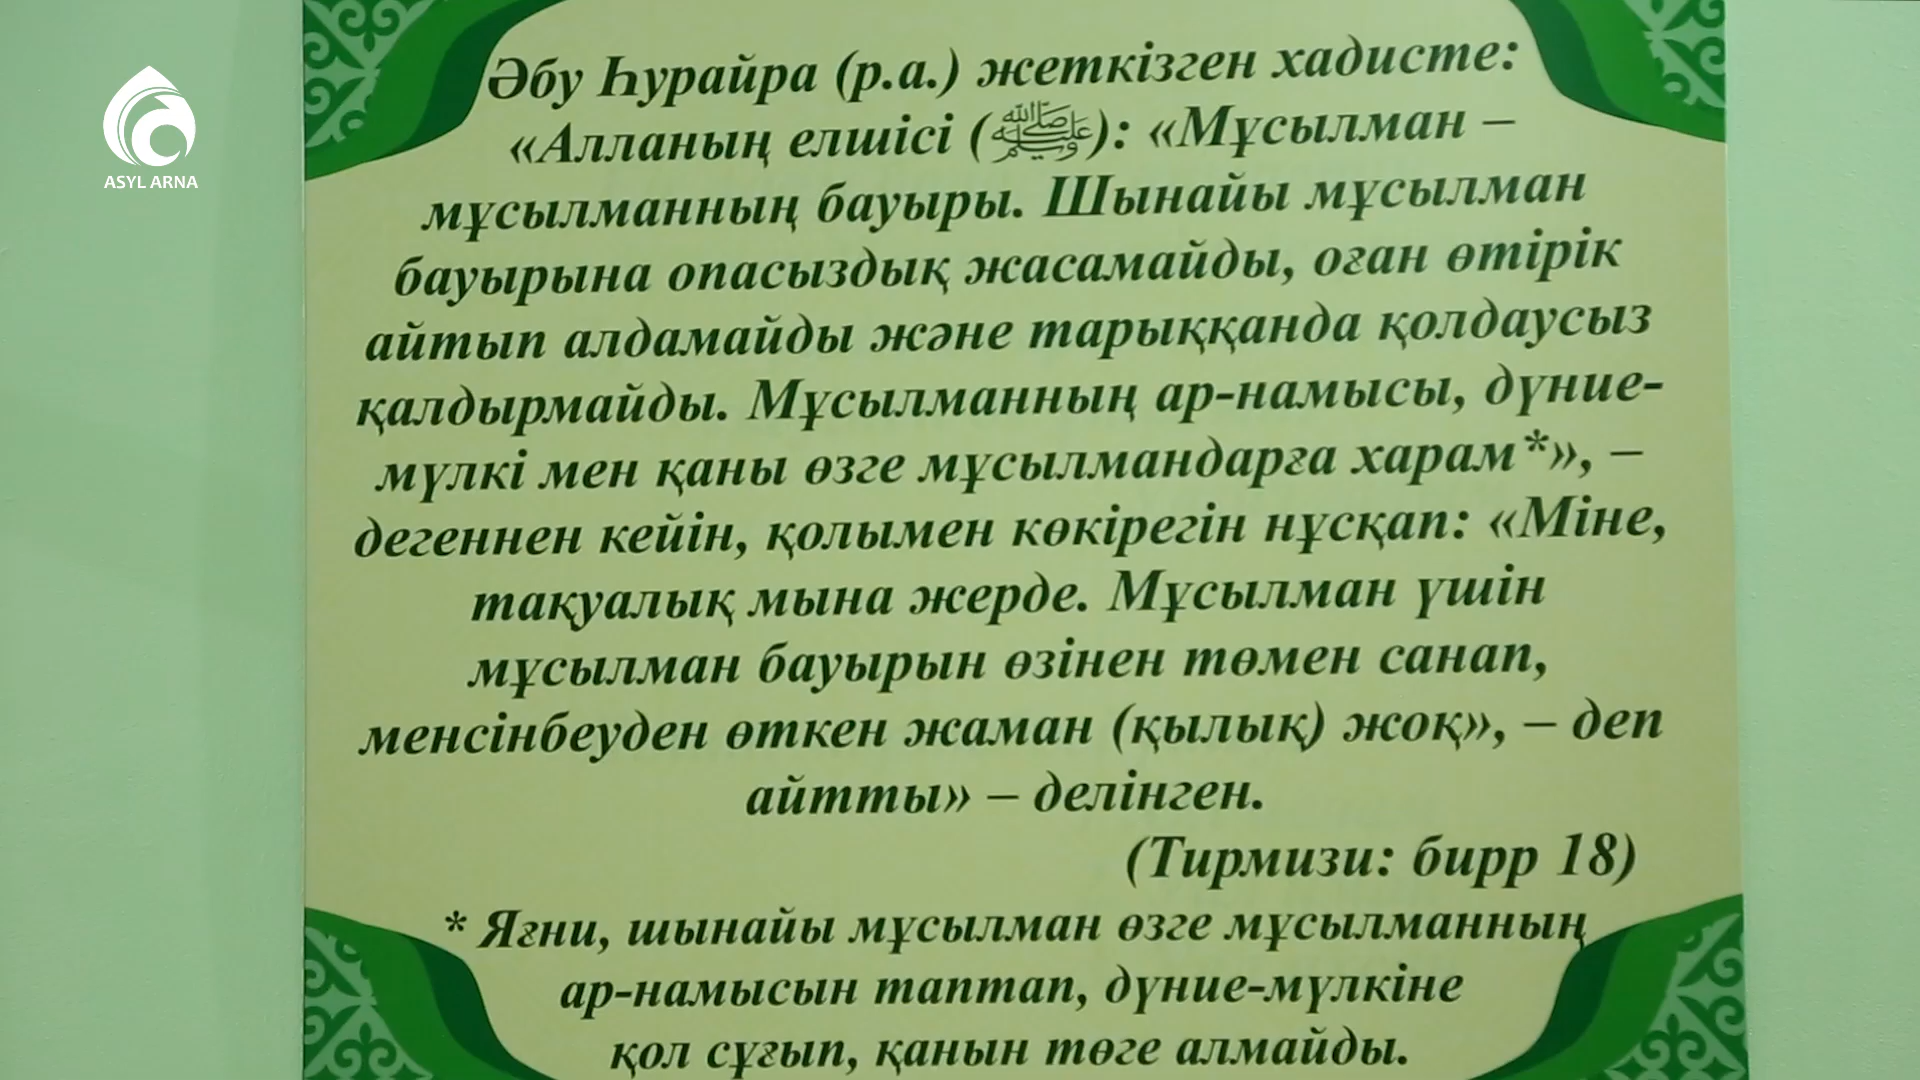 ASYL ARNA
Әбу Һурайра (р.а.) жеткізген хадисте:
«Алланың елшісі (ﷺ): «Мұсылман –
мұсылманның бауыры. Шынайы мұсылман
бауырына опасыздық жасамайды, оған өтірік
айтып алдамайды және тарыққанда қолдаусыз
қалдырмайды. Мұсылманның ар-намысы, дүние-
мүлкі мен қаны өзге мұсылмандарға харам*», –
дегеннен кейін, қолымен көкірегін нұсқап: «Міне,
тақуалық мына жерде. Мұсылман үшін
мұсылман бауырын өзінен төмен санап,
менсінбеуден өткен жаман (қылық) жоқ», – деп
айтты» – делінген.
(Тирмизи: бирр 18)
* Яғни, шынайы мұсылман өзге мұсылманның
ар-намысын таптап, дүние-мүлкіне
қол сұғып, қанын төге алмайды.